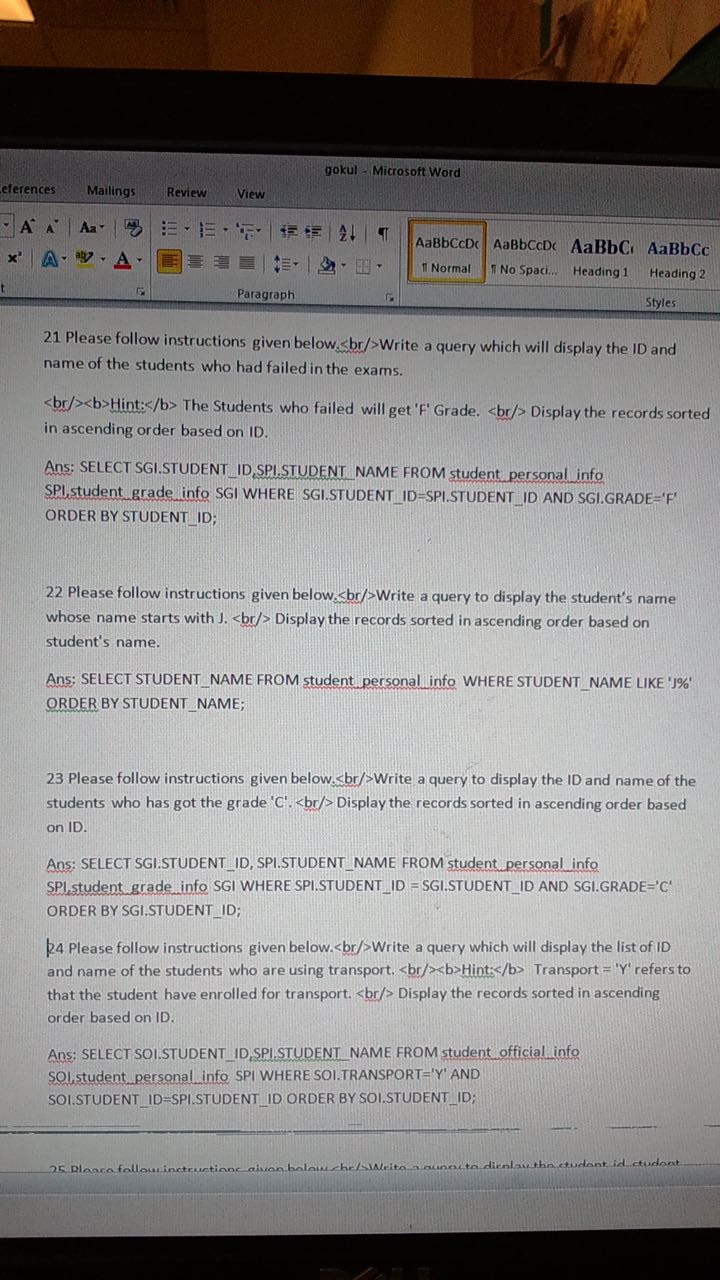 gokul - Microsoft Word
eferences Mailings Review View
Aa
AaBbCcDc AaBbCcDc AaBbC AaBbCc
¶ Normal ¶ No Spaci... Heading 1 Heading 2
Paragraph Styles
21 Please follow instructions given below.<br/>Write a query which will display the ID and
name of the students who had failed in the exams.
<br/><b>Hint:</b> The Students who failed will get 'F' Grade. <br/> Display the records sorted
in ascending order based on ID.
Ans: SELECT SGI.STUDENT_ID,SPI.STUDENT_NAME FROM student_personal_info
SPI,student_grade_info SGI WHERE SGI.STUDENT_ID=SPI.STUDENT_ID AND SGI.GRADE='F'
ORDER BY STUDENT_ID;
22 Please follow instructions given below.<br/>Write a query to display the student's name
whose name starts with J. <br/> Display the records sorted in ascending order based on
student's name.
Ans: SELECT STUDENT_NAME FROM student_personal_info WHERE STUDENT_NAME LIKE 'J%'
ORDER BY STUDENT_NAME;
23 Please follow instructions given below.<br/>Write a query to display the ID and name of the
students who has got the grade 'C'. <br/> Display the records sorted in ascending order based
on ID.
Ans: SELECT SGI.STUDENT_ID, SPI.STUDENT_NAME FROM student_personal_info
SPI,student_grade_info SGI WHERE SPI.STUDENT_ID = SGI.STUDENT_ID AND SGI.GRADE='C'
ORDER BY SGI.STUDENT_ID;
24 Please follow instructions given below.<br/>Write a query which will display the list of ID
and name of the students who are using transport. <br/><b>Hint:</b> Transport = 'Y' refers to
that the student have enrolled for transport. <br/> Display the records sorted in ascending
order based on ID.
Ans: SELECT SOI.STUDENT_ID,SPI.STUDENT_NAME FROM student_official_info
SOI,student_personal_info SPI WHERE SOI.TRANSPORT='Y' AND
SOI.STUDENT_ID=SPI.STUDENT_ID ORDER BY SOI.STUDENT_ID;
25 Please follow instructions given below.<br/>Write a query to display the student id, student